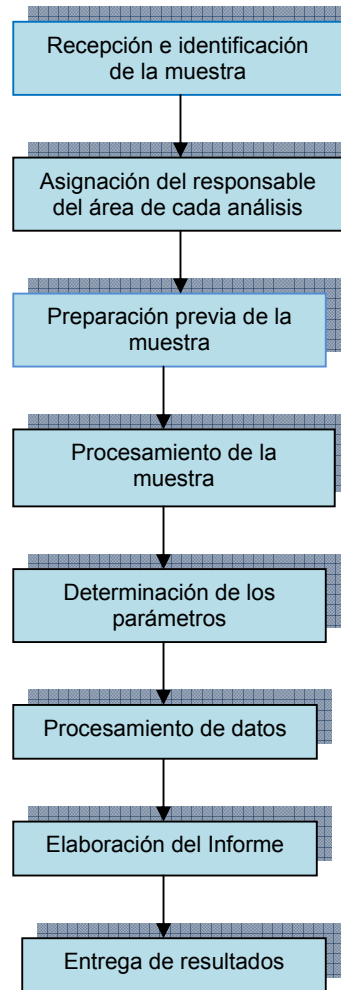 Recepción e identificación
de la muestra
Asignación del responsable
del área de cada análisis
Preparación previa de la
muestra
Procesamiento de la
muestra
Determinación de los
parámetros
Procesamiento de datos
Elaboración del Informe
Entrega de resultados